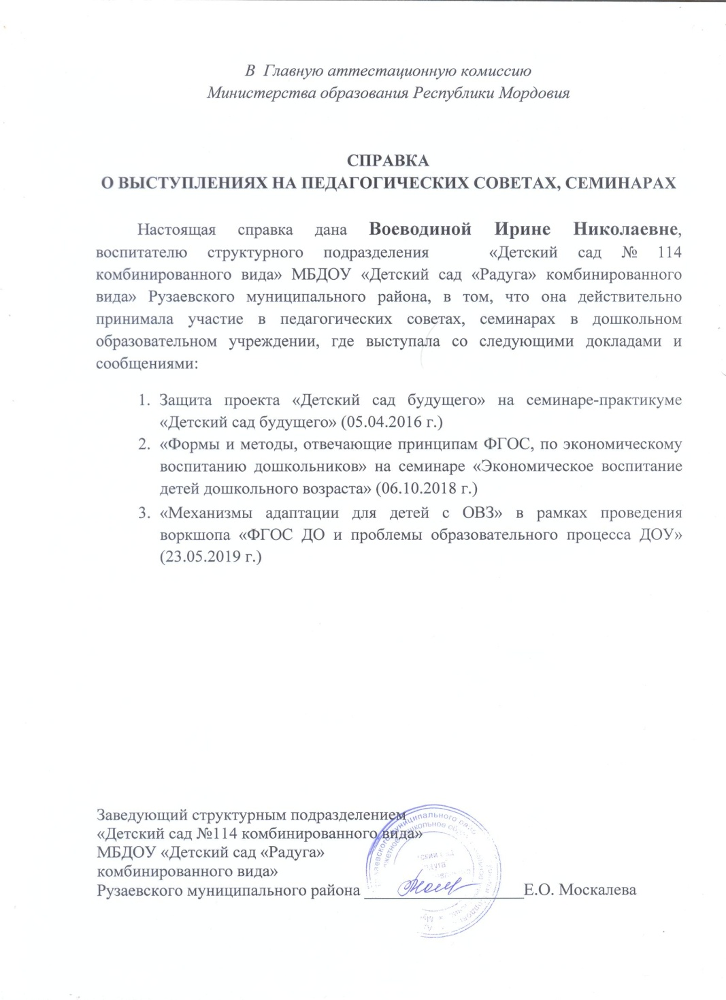 В Главную аттестационную комиссию
Министерства образования Республики Мордовия
СПРАВКА
О ВЫСТУПЛЕНИЯХ НА ПЕДАГОГИЧЕСКИХ СОВЕТАХ, СЕМИНАРАХ
Настоящая справка дана Воеводиной Ирине Николаевне,
воспитателю структурного подразделения «Детский сад № 114
комбинированного вида» МБДОУ «Детский сад «Радуга» комбинированного
вида» Рузаевского муниципального района, в том, что она действительно
принимала участие в педагогических советах, семинарах в дошкольном
образовательном учреждении, где выступала со следующими докладами и
сообщениями:
1. Защита проекта «Детский сад будущего» на семинаре-практикуме
«Детский сад будущего» (05.04.2016 г.)
2. «Формы и методы, отвечающие принципам ФГОС, по экономическому
воспитанию дошкольников» на семинаре «Экономическое воспитание
детей дошкольного возраста» (06.10.2018 г.)
3. «Механизмы адаптации для детей с ОВЗ» в рамках проведения
воркшопа «ФГОС ДО и проблемы образовательного процесса ДОУ»
(23.05.2019 г.)
Заведующий структурным подразделением
«Детский сад №114 комбинированного вида»
МБДОУ «Детский сад «Радуга»
комбинированного вида»
Рузаевского муниципального района ____________________Е.О. Москалева
муниципального